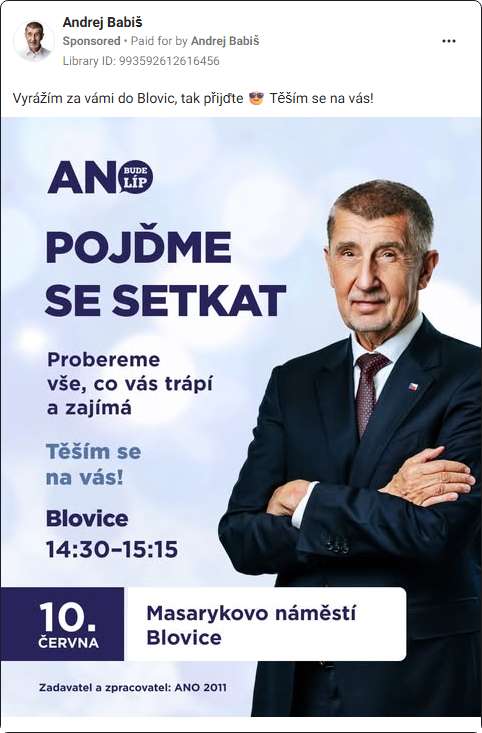 Andrej Babiš
Sponsored • Paid for by Andrej Babiš
Library ID: 993592612616456
Vyrážím za vámi do Blovic, tak přijďte 😎 Těším se na vás!
ANO
BUDE
LÍP
POJĎME
SE SETKAT
Probereme
vše, co vás trápí
a zajímá
Těším se
na vás!
Blovice
14:30–15:15
10.
ČERVNA
Masarykovo náměstí
Blovice
Zadavatel a zpracovatel: ANO 2011